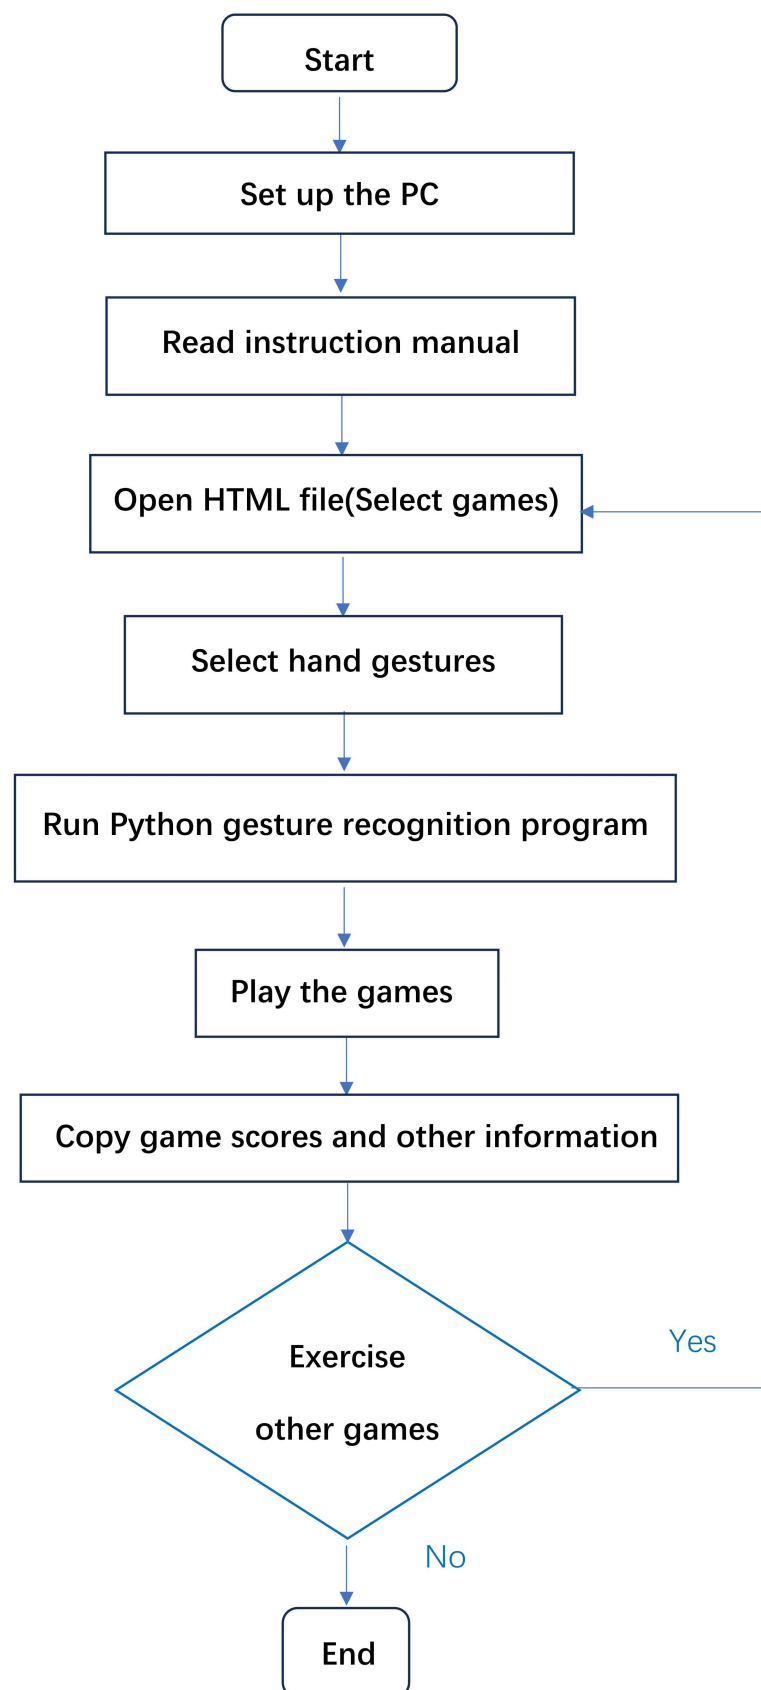 Start
Set up the PC
Read instruction manual
Open HTML file(Select games)
Select hand gestures
Run Python gesture recognition program
Play the games
Copy game scores and other information
Exercise
other games
Yes
No
End